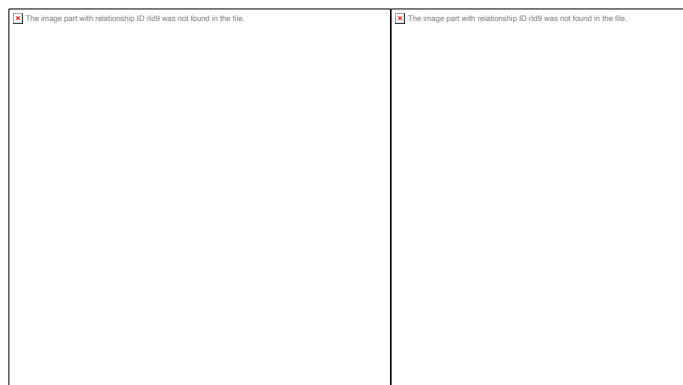 The image part with relationship ID rId9 was not found in the file.
The image part with relationship ID rId9 was not found in the file.